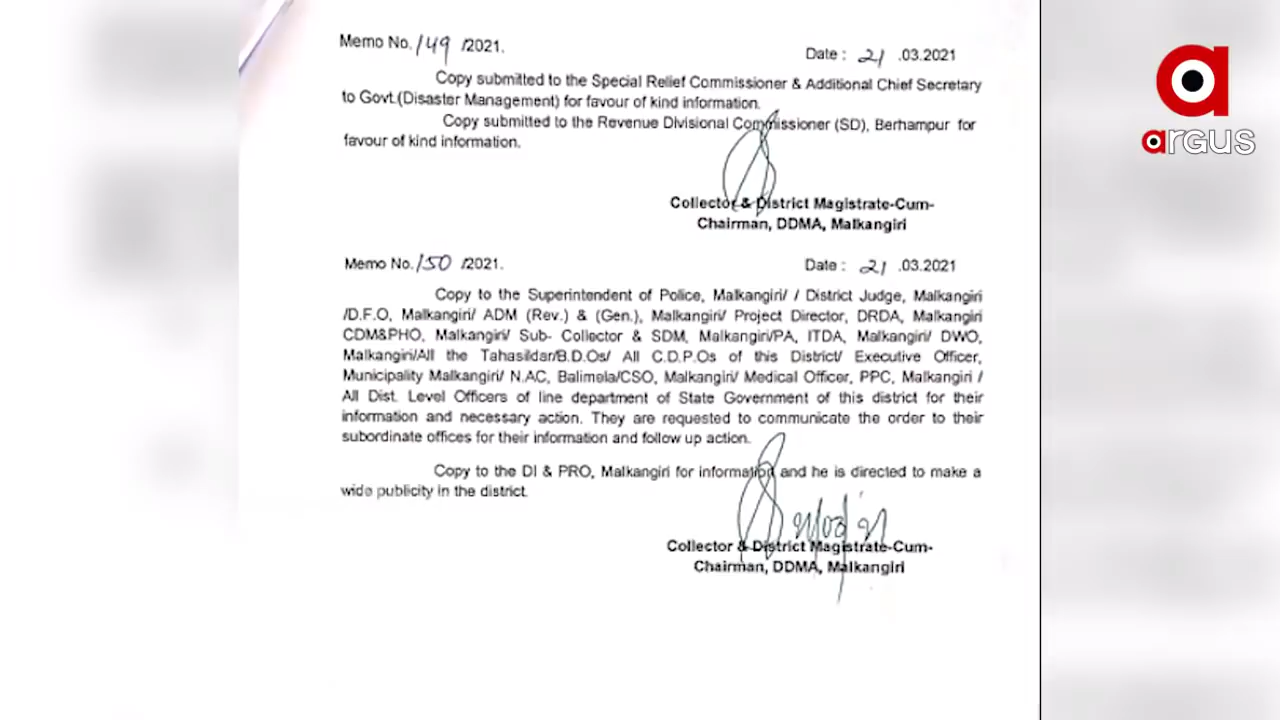 Memo No. 149 /2021.
Date : 21 .03.2021
Copy submitted to the Special Relief Commissioner & Additional Chief Secretary
to Govt.(Disaster Management) for favour of kind information.
Copy submitted to the Revenue Divisional Commissioner (SD), Berhampur for
favour of kind information.
Collector & District Magistrate-Cum-
Chairman, DDMA, Malkangiri
Memo No. 150 /2021.
Date : 21 .03.2021
Copy to the Superintendent of Police, Malkangiri/ / District Judge, Malkangiri
/D.F.O, Malkangiri/ ADM (Rev.) & (Gen.), Malkangiri/ Project Director, DRDA, Malkangiri
CDM&PHO, Malkangiri/ Sub- Collector & SDM, Malkangiri/PA, ITDA, Malkangiri/ DWO,
Malkangiri/All the Tahasildar/B.D.Os/ All C.D.P.Os of this District/ Executive Officer,
Municipality Malkangiri/ N.AC, Balimela/CSO, Malkangiri/ Medical Officer, PPC, Malkangiri /
All Dist. Level Officers of line department of State Government of this district for their
information and necessary action. They are requested to communicate the order to their
subordinate offices for their information and follow up action.
Copy to the DI & PRO, Malkangiri for information and he is directed to make a
wide publicity in the district.
Collector & District Magistrate-Cum-
Chairman, DDMA, Malkangiri
argus